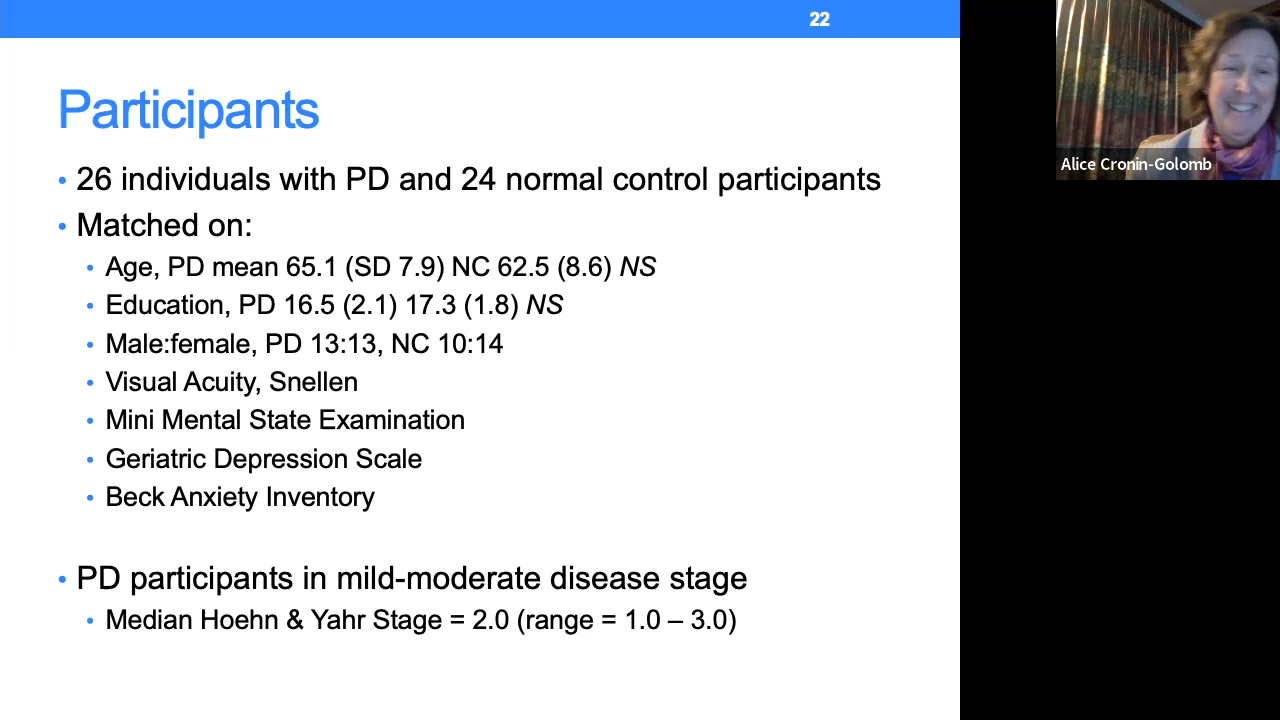 22
Participants
• 26 individuals with PD and 24 normal control participants
• Matched on:
• Age, PD mean 65.1 (SD 7.9) NC 62.5 (8.6) NS
• Education, PD 16.5 (2.1) 17.3 (1.8) NS
• Male:female, PD 13:13, NC 10:14
• Visual Acuity, Snellen
• Mini Mental State Examination
• Geriatric Depression Scale
• Beck Anxiety Inventory
• PD participants in mild-moderate disease stage
• Median Hoehn & Yahr Stage = 2.0 (range = 1.0 – 3.0)
Alice Cronin-Golomb